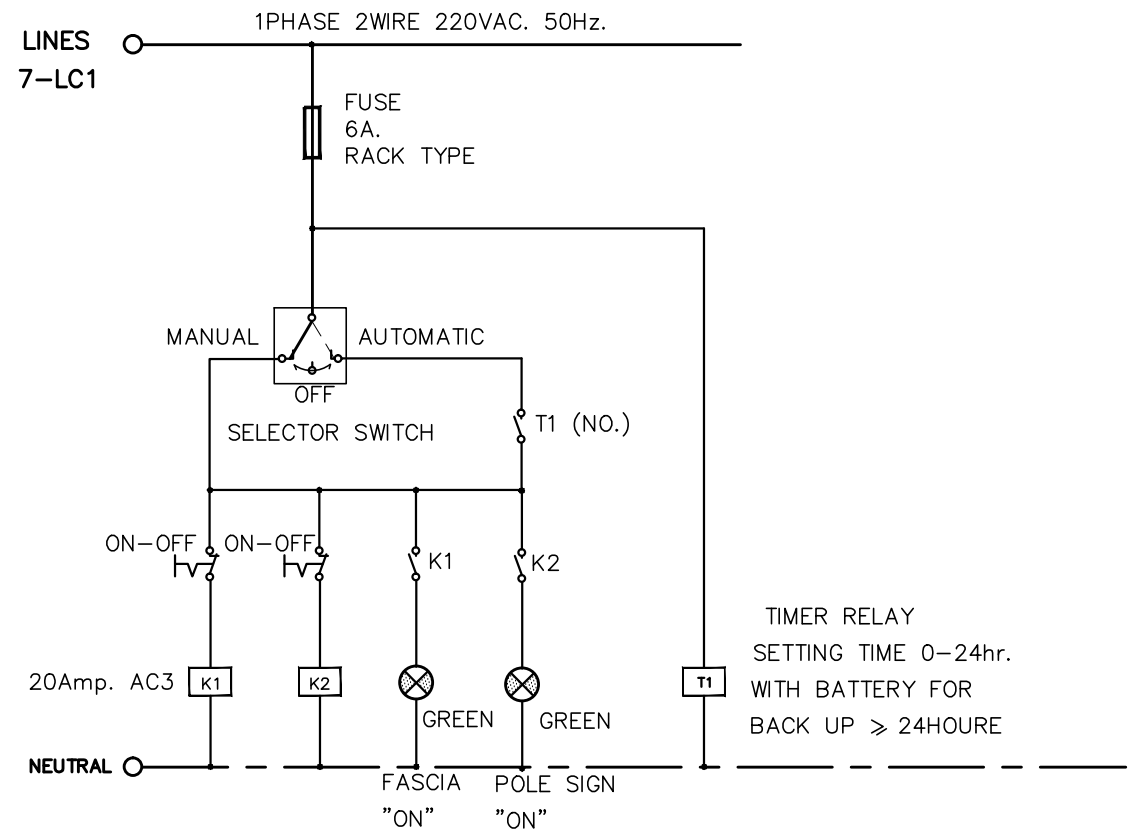 1PHASE 2WIRE 220VAC. 50Hz.
LINES
7-LC1
FUSE
6A.
RACK TYPE
MANUAL
AUTOMATIC
OFF
SELECTOR SWITCH
T1 (NO.)
ON-OFF
ON-OFF
K1
K2
TIMER RELAY
SETTING TIME 0-24hr.
WITH BATTERY FOR
BACK UP ⩾ 24HOURE
20Amp. AC3
K1
K2
T1
GREEN
GREEN
NEUTRAL
FASCIA
"ON"
POLE SIGN
"ON"